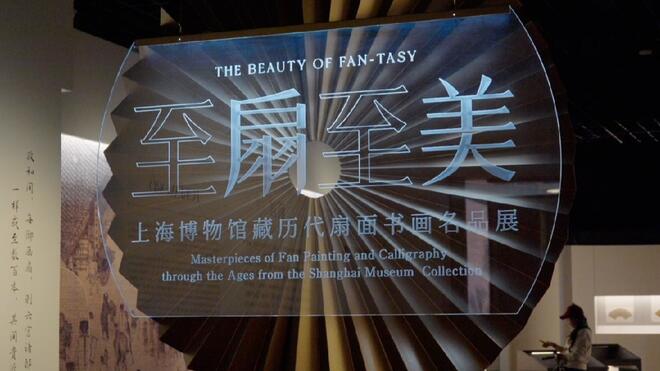 THE BEAUTY OF FAN-TASY
至扇至美
上海博物馆藏历代扇面书画名品展
Masterpieces of Fan Painting and Calligraphy
through the Ages from the Shanghai Museum Collection